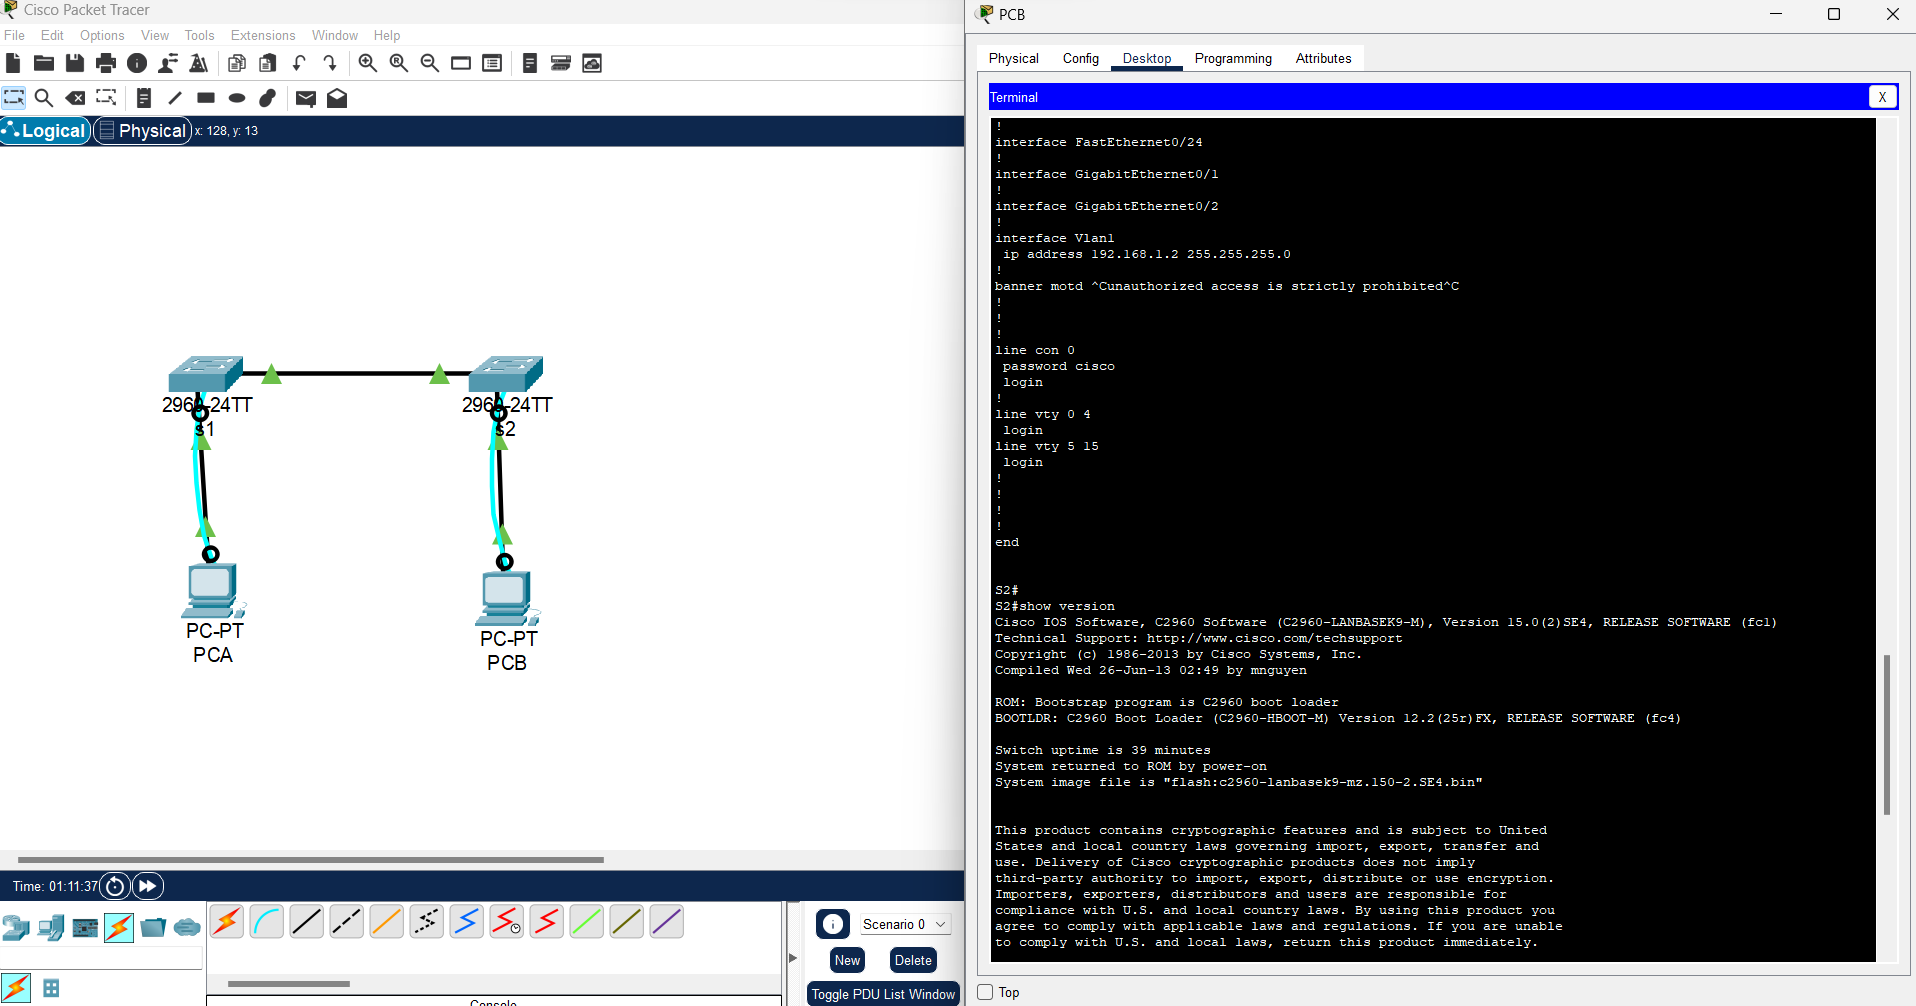 Cisco Packet Tracer
File Edit Options View Tools Extensions Window Help
Logical Physical x: 128, y: 13
2960-24TT
s1
2960-24TT
s2
PC-PT
PCA
PC-PT
PCB
Time: 01:11:37
Scenario 0
New Delete
Toggle PDU List Window
PCB
Physical Config Desktop Programming Attributes
Terminal
X
!
interface FastEthernet0/24
!
interface GigabitEthernet0/1
!
interface GigabitEthernet0/2
!
interface Vlan1
ip address 192.168.1.2 255.255.255.0
!
banner motd ^Cunauthorized access is strictly prohibited^C
!
!
!
line con 0
password cisco
login
!
line vty 0 4
login
line vty 5 15
login
!
!
!
!
end
S2#
S2#show version
Cisco IOS Software, C2960 Software (C2960-LANBASEK9-M), Version 15.0(2)SE4, RELEASE SOFTWARE (fc1)
Technical Support: http://www.cisco.com/techsupport
Copyright (c) 1986-2013 by Cisco Systems, Inc.
Compiled Wed 26-Jun-13 02:49 by mnguyen
ROM: Bootstrap program is C2960 boot loader
BOOTLDR: C2960 Boot Loader (C2960-HBOOT-M) Version 12.2(25r)FX, RELEASE SOFTWARE (fc4)
Switch uptime is 39 minutes
System returned to ROM by power-on
System image file is "flash:c2960-lanbasek9-mz.150-2.SE4.bin"
This product contains cryptographic features and is subject to United
States and local country laws governing import, export, transfer and
use. Delivery of Cisco cryptographic products does not imply
third-party authority to import, export, distribute or use encryption.
Importers, exporters, distributors and users are responsible for
compliance with U.S. and local country laws. By using this product you
agree to comply with applicable laws and regulations. If you are unable
to comply with U.S. and local laws, return this product immediately.
Top